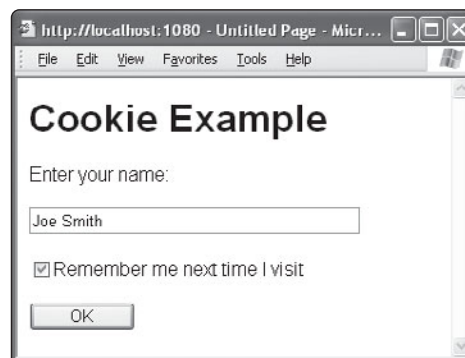 http://localhost:1080 - Untitled Page - Micr...
File Edit View Favorites Tools Help
Cookie Example
Enter your name:
Joe Smith
Remember me next time I visit
OK